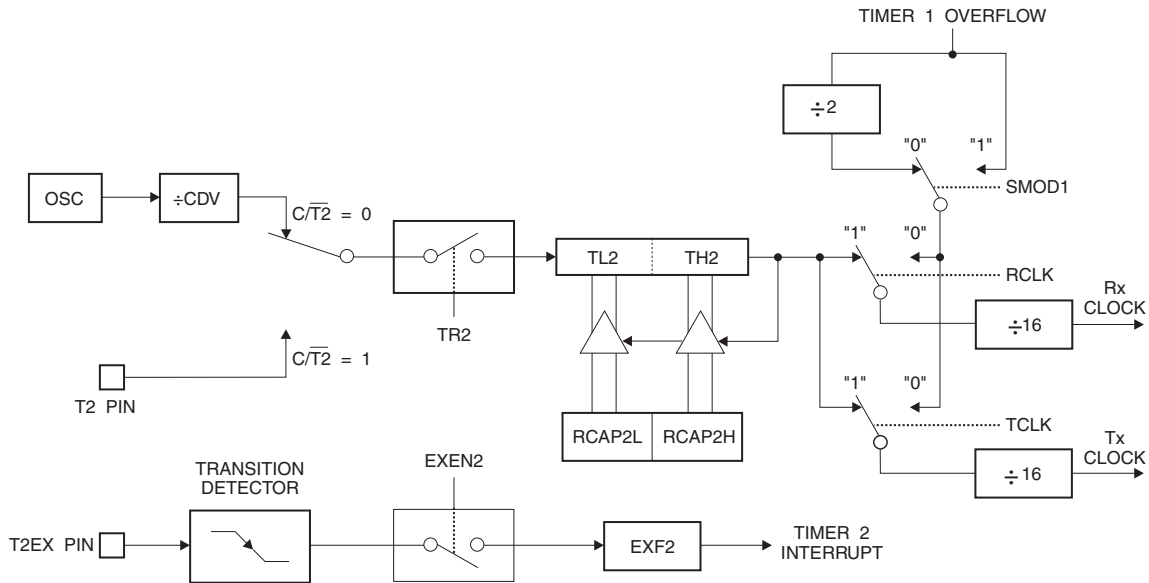 TIMER 1 OVERFLOW
÷2
"0" "1"
SMOD1
OSC
÷CDV
C/T2̅ = 0
TR2
TL2 TH2
"1" "0"
RCLK
Rx
CLOCK
÷16
C/T2̅ = 1
T2 PIN
RCAP2L RCAP2H
"1" "0"
TCLK
Tx
CLOCK
÷16
TRANSITION
DETECTOR
EXEN2
T2EX PIN
EXF2
TIMER 2
INTERRUPT